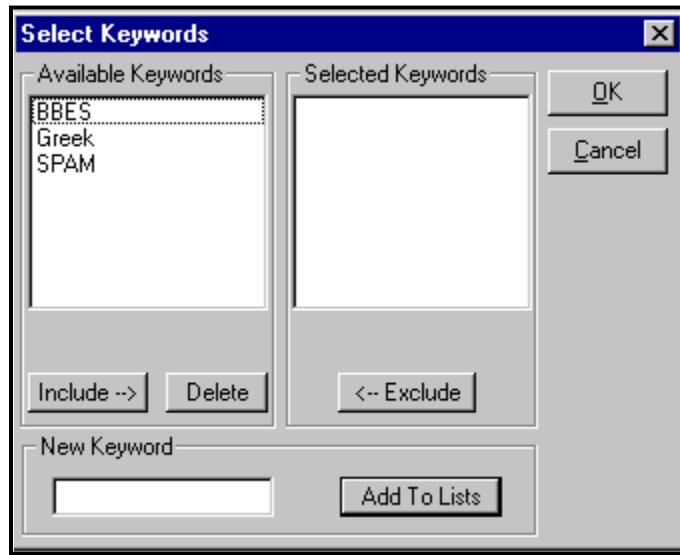 Select Keywords
Available Keywords
BBES
Greek
SPAM
Include -->
Delete
Selected Keywords
<-- Exclude
OK
Cancel
New Keyword
Add To Lists